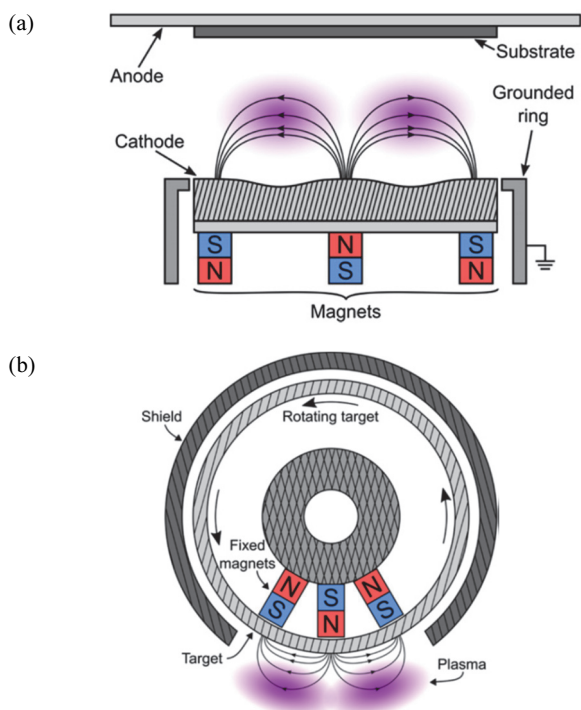 (a)
Anode
Substrate
Grounded
ring
Cathode
S N S
N S N
Magnets
(b)
Shield
Rotating target
Fixed
magnets
N S N
S N S
Target
Plasma